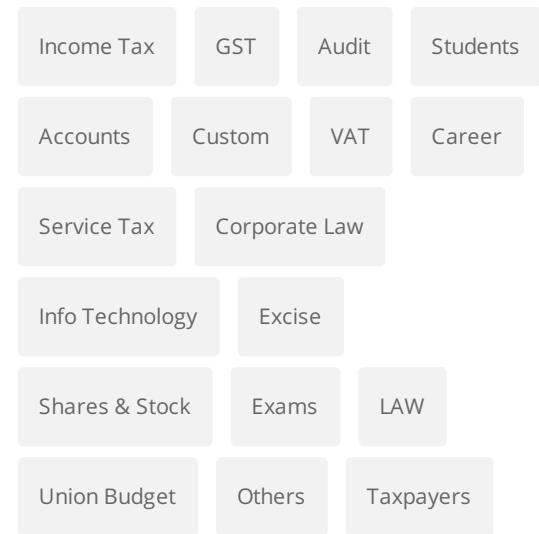 Income Tax GST Audit Students
Accounts Custom VAT Career
Service Tax Corporate Law
Info Technology Excise
Shares & Stock Exams LAW
Union Budget Others Taxpayers